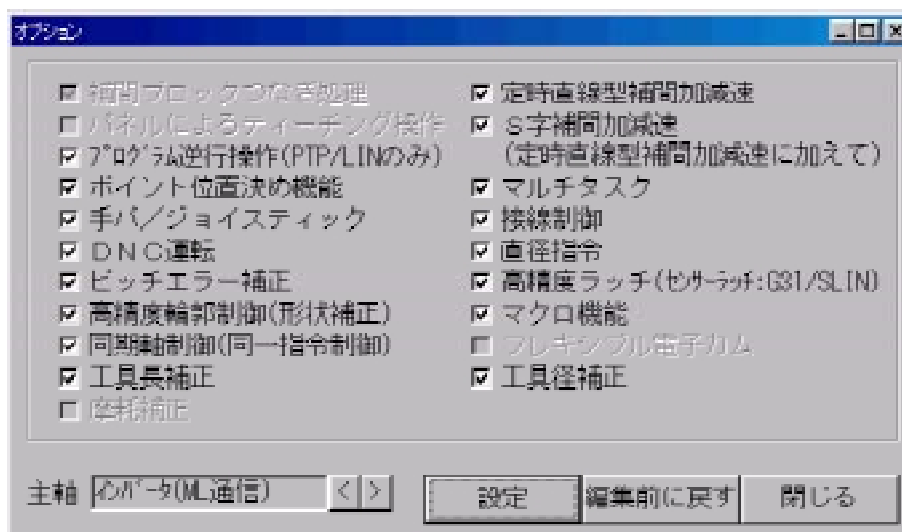 オプション
補間ブロックつなぎ処理
パネルによるティーチング操作
プログラム逆行操作(PTP/LINのみ)
ポイント位置決め機能
手パ/ジョイスティック
DNC運転
ピッチエラー補正
高精度輪郭制御(形状補正)
同期軸制御(同一指令制御)
工具長補正
摩耗補正
定時直線型補間加減速
S字補間加減速
(定時直線型補間加減速に加えて)
マルチタスク
接線制御
直径指令
高精度ラッチ(センサーラッチ:G31/SLIN)
マクロ機能
フレキシブル電子カム
工具径補正
主軸 インバータ(ML通信) < >
設定 編集前に戻す 閉じる